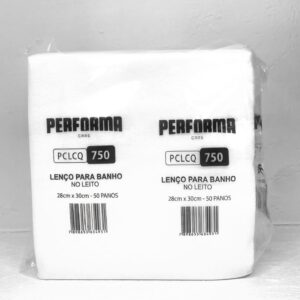 PERFORMA
CARE
PCLCQ 750
LENÇO PARA BANHO
NO LEITO
28cm x 30cm - 50 PANOS
PERFORMA
CARE
PCLCQ 750
LENÇO PARA BANHO
NO LEITO
28cm x 30cm - 50 PANOS